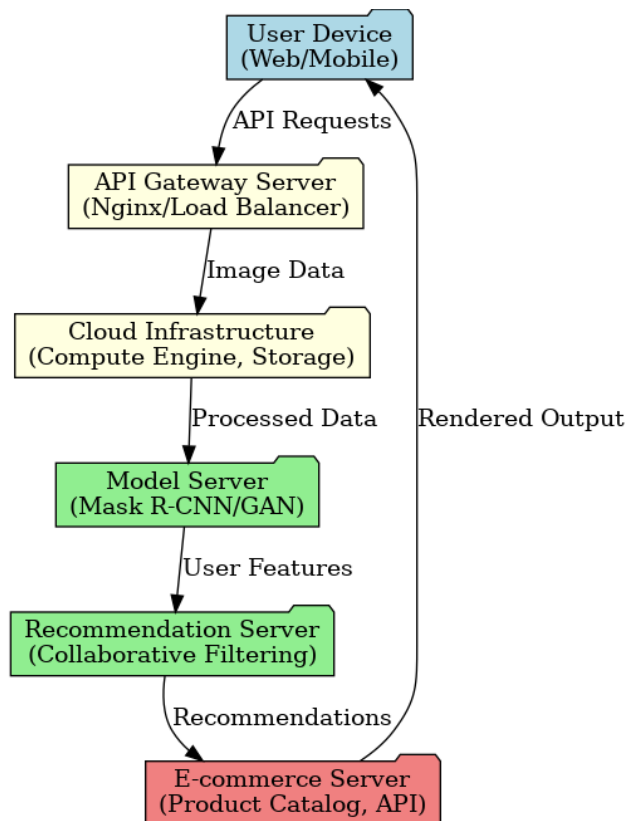 User Device
(Web/Mobile)
API Requests
API Gateway Server
(Nginx/Load Balancer)
Image Data
Cloud Infrastructure
(Compute Engine, Storage)
Processed Data
Rendered Output
Model Server
(Mask R-CNN/GAN)
User Features
Recommendation Server
(Collaborative Filtering)
Recommendations
E-commerce Server
(Product Catalog, API)